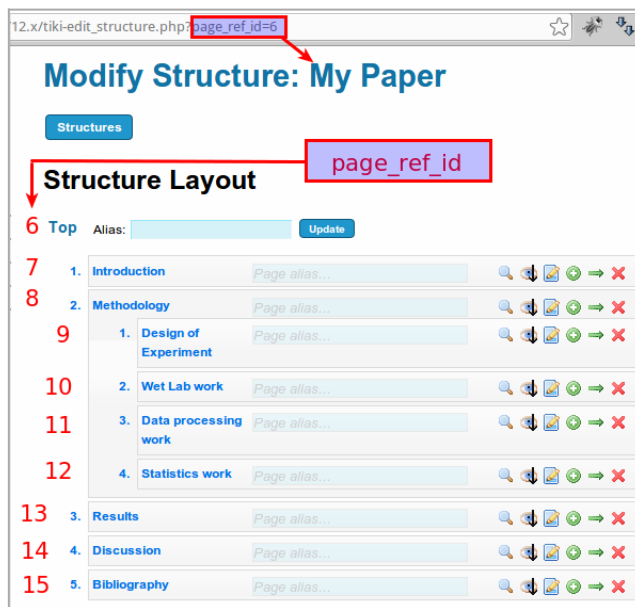 12.x/tiki-edit_structure.php?page_ref_id=6
Modify Structure: My Paper
Structures
page_ref_id
Structure Layout
6 Top Alias: Update
7 1. Introduction Page alias...
8 2. Methodology Page alias...
9 1. Design of Page alias...
Experiment
10 2. Wet Lab work Page alias...
11 3. Data processing Page alias...
work
12 4. Statistics work Page alias...
13 3. Results Page alias...
14 4. Discussion Page alias...
15 5. Bibliography Page alias...